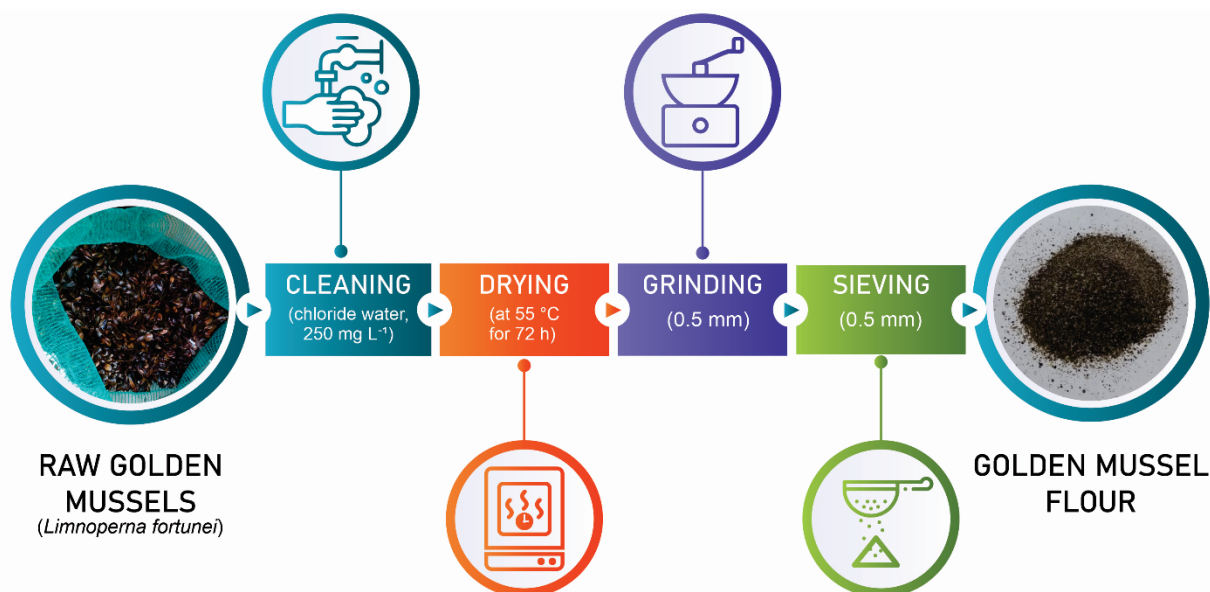 RAW GOLDEN
MUSSELS
(Limnoperna fortunei)
CLEANING
(chloride water,
250 mg L⁻¹)
DRYING
(at 55 °C
for 72 h)
GRINDING
(0.5 mm)
SIEVING
(0.5 mm)
GOLDEN MUSSEL
FLOUR